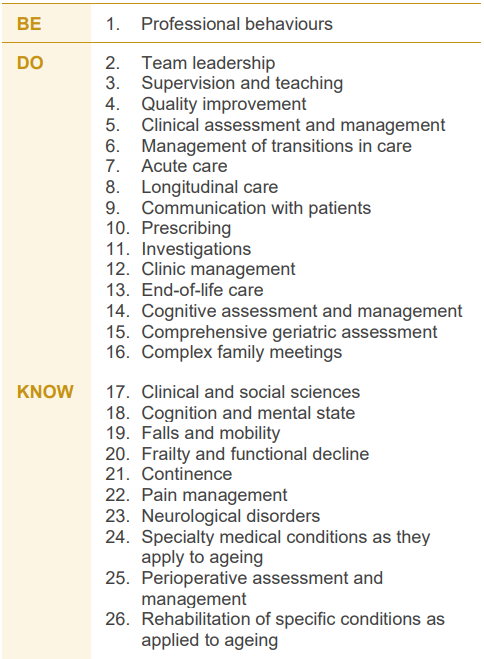 BE
1. Professional behaviours
DO
2. Team leadership
3. Supervision and teaching
4. Quality improvement
5. Clinical assessment and management
6. Management of transitions in care
7. Acute care
8. Longitudinal care
9. Communication with patients
10. Prescribing
11. Investigations
12. Clinic management
13. End-of-life care
14. Cognitive assessment and management
15. Comprehensive geriatric assessment
16. Complex family meetings
KNOW
17. Clinical and social sciences
18. Cognition and mental state
19. Falls and mobility
20. Frailty and functional decline
21. Continence
22. Pain management
23. Neurological disorders
24. Specialty medical conditions as they
apply to ageing
25. Perioperative assessment and
management
26. Rehabilitation of specific conditions as
applied to ageing